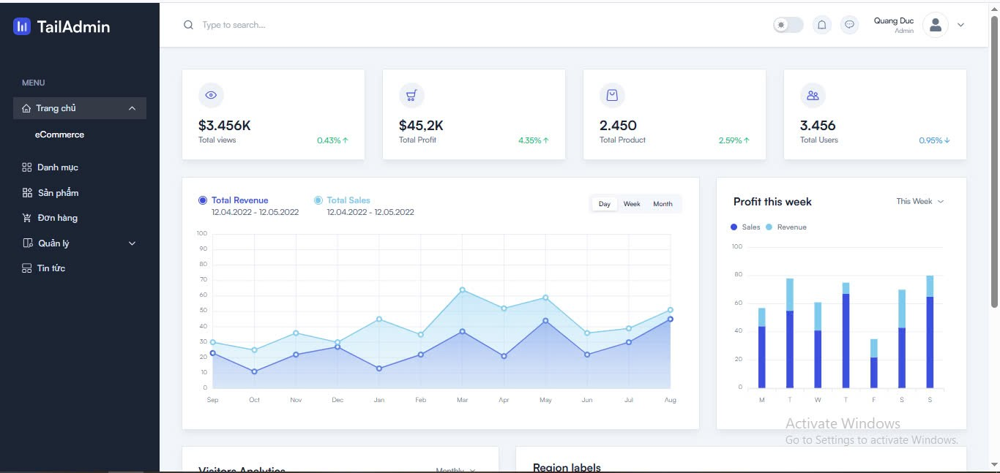 TailAdmin
MENU
Trang chủ
eCommerce
Danh mục
Sản phẩm
Đơn hàng
Quản lý
Tin tức
Type to search...
Quang Duc
Admin
$3.456K
Total views
0.43%
$45,2K
Total Profit
4.35%
2.450
Total Product
2.59%
3.456
Total Users
0.95%
Total Revenue
12.04.2022 - 12.05.2022
Total Sales
12.04.2022 - 12.05.2022
Day Week Month
100
90
80
70
60
50
40
30
20
10
0
Sep Oct Nov Dec Jan Feb Mar Apr May Jun Jul Aug
Profit this week
This Week
Sales Revenue
100
80
60
40
20
0
M T W T F S S
Activate Windows
Go to Settings to activate Windows.
Visitors Analytics
Monthly
Region labels